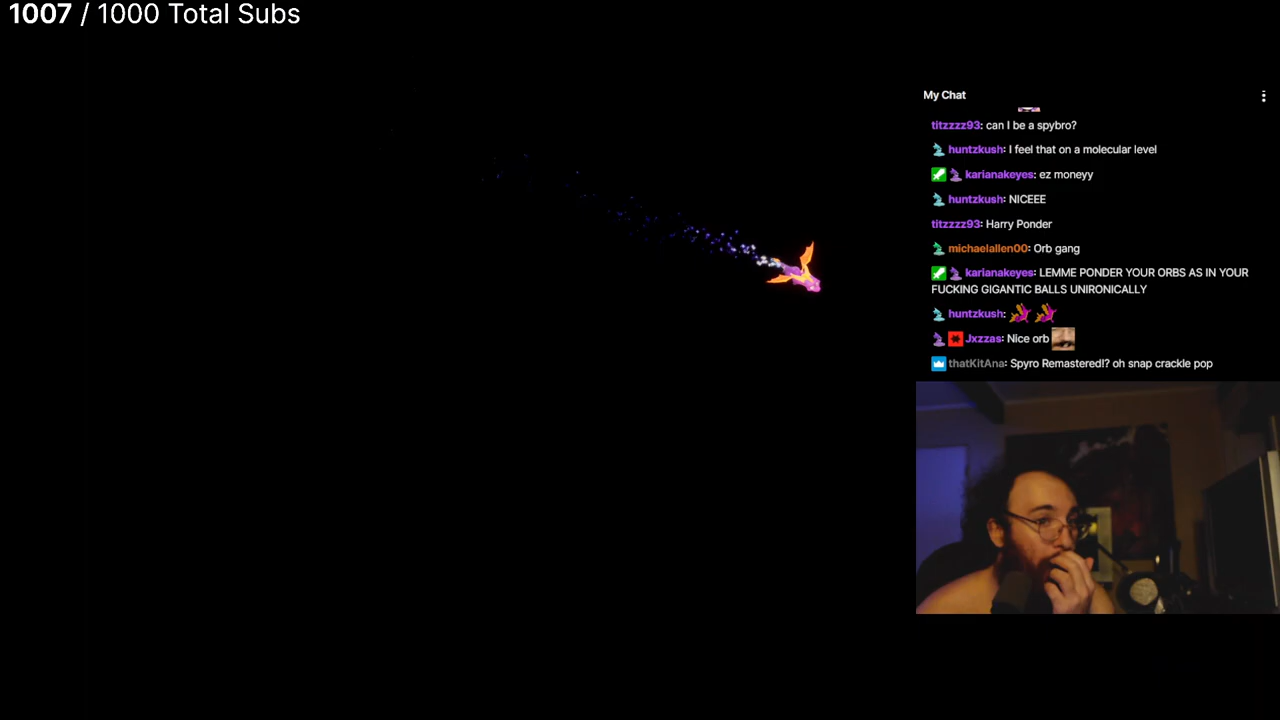 1007 / 1000 Total Subs
My Chat
titzzzz93: can I be a spybro?
huntzkush: I feel that on a molecular level
karianakeyes: ez moneyy
huntzkush: NICEEE
titzzzz93: Harry Ponder
michaelallen00: Orb gang
karianakeyes: LEMME PONDER YOUR ORBS AS IN YOUR
FUCKING GIGANTIC BALLS UNIRONICALLY
huntzkush:
Jxzzas: Nice orb
thatKitAna: Spyro Remastered!? oh snap crackle pop